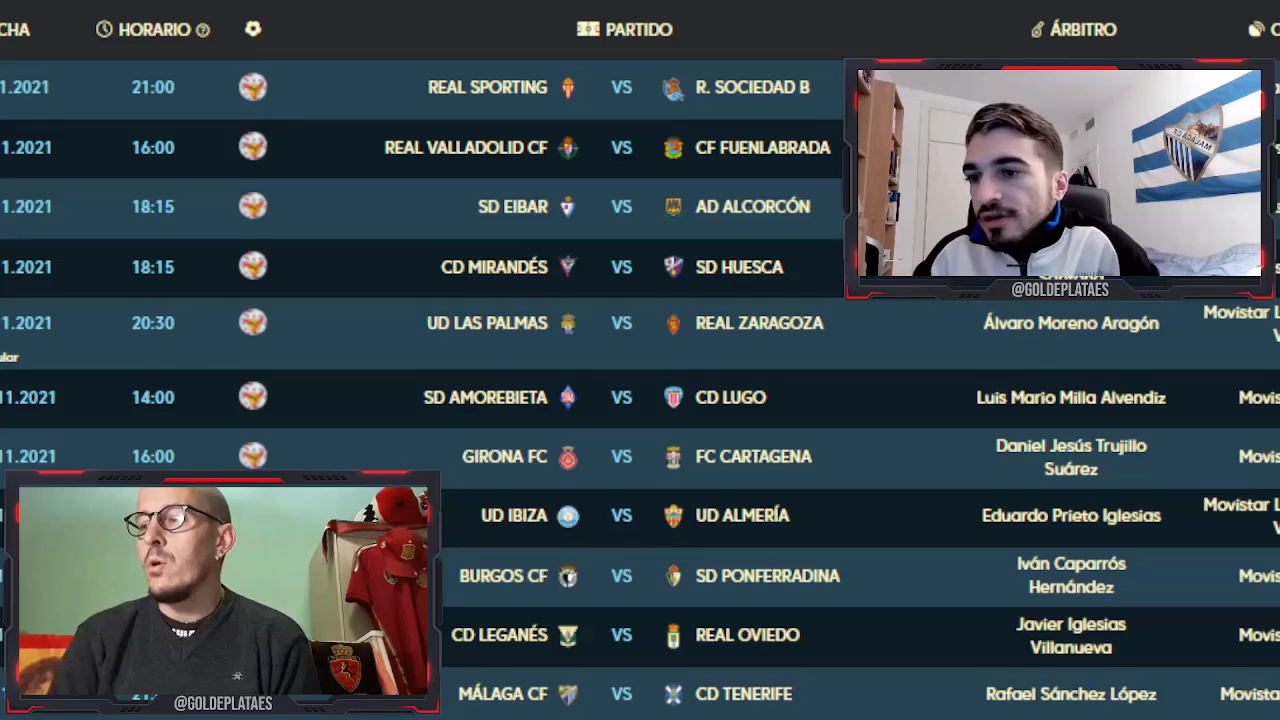 CHA HORARIO PARTIDO ÁRBITRO
1.2021 21:00 REAL SPORTING VS R. SOCIEDAD B
1.2021 16:00 REAL VALLADOLID CF VS CF FUENLABRADA
1.2021 18:15 SD EIBAR VS AD ALCORCÓN
1.2021 18:15 CD MIRANDÉS VS SD HUESCA
MALAGA CF
@GOLDEPLATAES
1.2021 20:30 UD LAS PALMAS VS REAL ZARAGOZA Álvaro Moreno Aragón Movistar L
ular
11.2021 14:00 SD AMOREBIETA VS CD LUGO Luis Mario Milla Alvendiz Movis
11.2021 16:00 GIRONA FC VS FC CARTAGENA Daniel Jesús Trujillo
Suárez Movis
UD IBIZA VS UD ALMERÍA Eduardo Prieto Iglesias Movistar L
BURGOS CF VS SD PONFERRADINA Iván Caparrós
Hernández Movis
CD LEGANÉS VS REAL OVIEDO Javier Iglesias
Villanueva Movis
MÁLAGA CF VS CD TENERIFE Rafael Sánchez López Movista
@GOLDEPLATAES